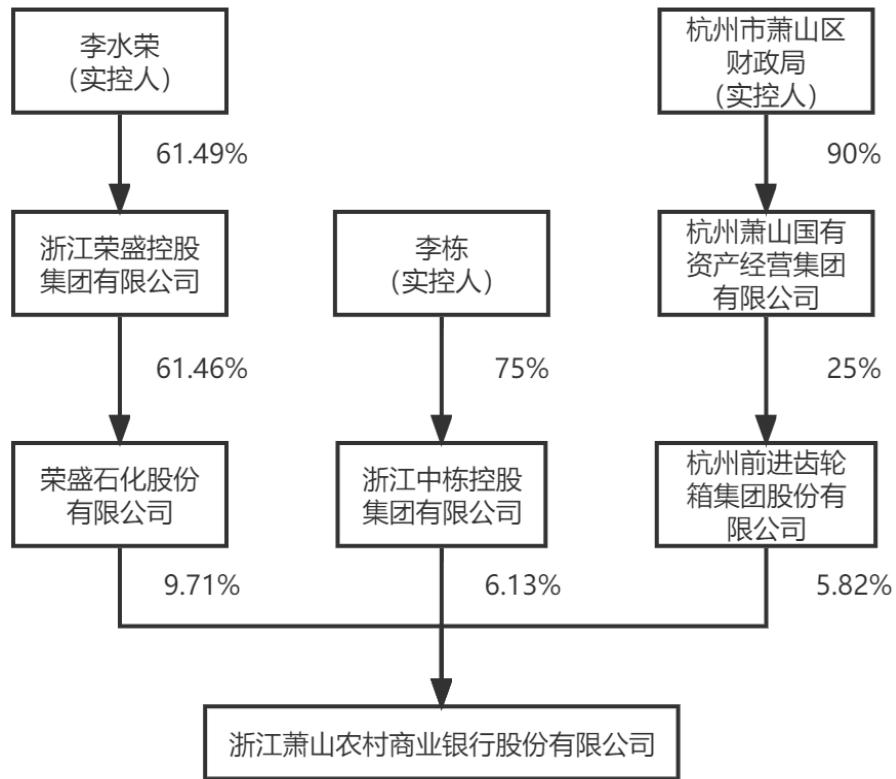 李水荣
（实控人）
杭州市萧山区
财政局
（实控人）
61.49%
90%
浙江荣盛控股
集团有限公司
李栋
（实控人）
杭州萧山国有
资产经营集团
有限公司
61.46%
75%
25%
荣盛石化股份
有限公司
浙江中栋控股
集团有限公司
杭州前进齿轮
箱集团股份有
限公司
9.71%
6.13%
5.82%
浙江萧山农村商业银行股份有限公司